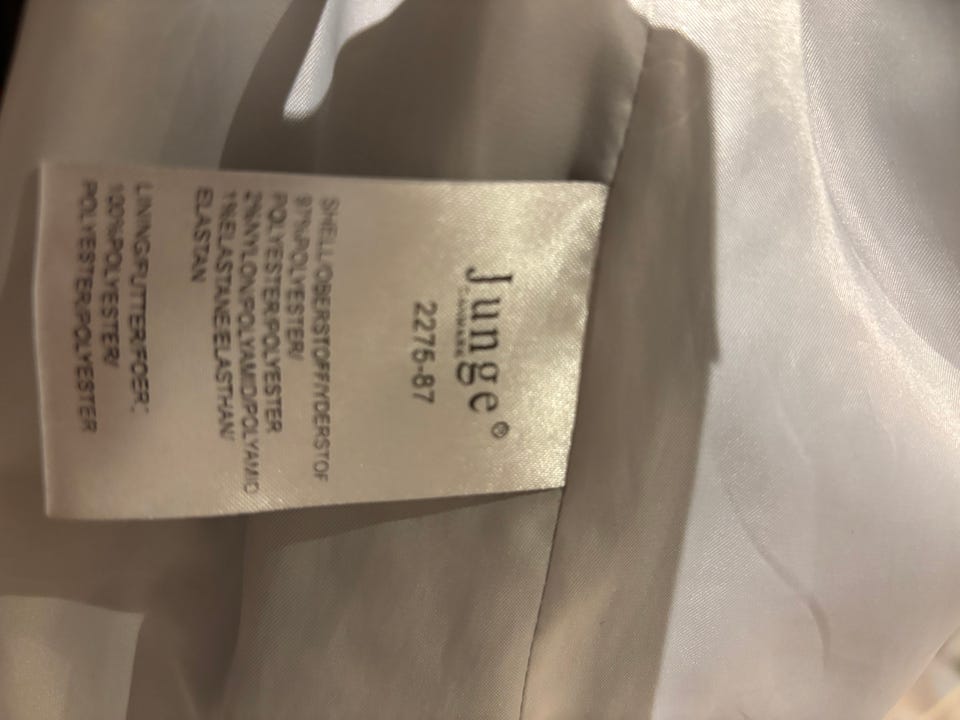 Junge®
DENMARK
2275-87
SHELL/OBERSTOFF/YDERSTOF
97%POLYESTER/
POLYESTER/POLYESTER
2%NYLON/POLYAMID/POLYAMID
1%ELASTANE/ELASTHAN/
ELASTAN
LINING/FUTTER/FOER:
100%POLYESTER/
POLYESTER/POLYESTER